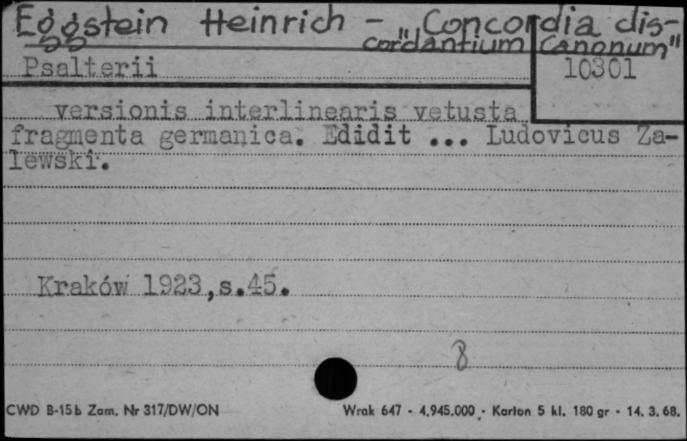 Eggstein Heinrich - „Concordia dis-
cordantium Canonum"
Psalterii
10301
versionis interlinearis vetusta
fragmenta germanica. Edidit ... Ludovicus Za-
lewski.
Kraków 1923,s.45.
8
CWD B-15b Zam. Nr 317/DW/ON
Wrak 647 - 4.945.000 - Karton 5 kl. 180 gr - 14. 3. 68.